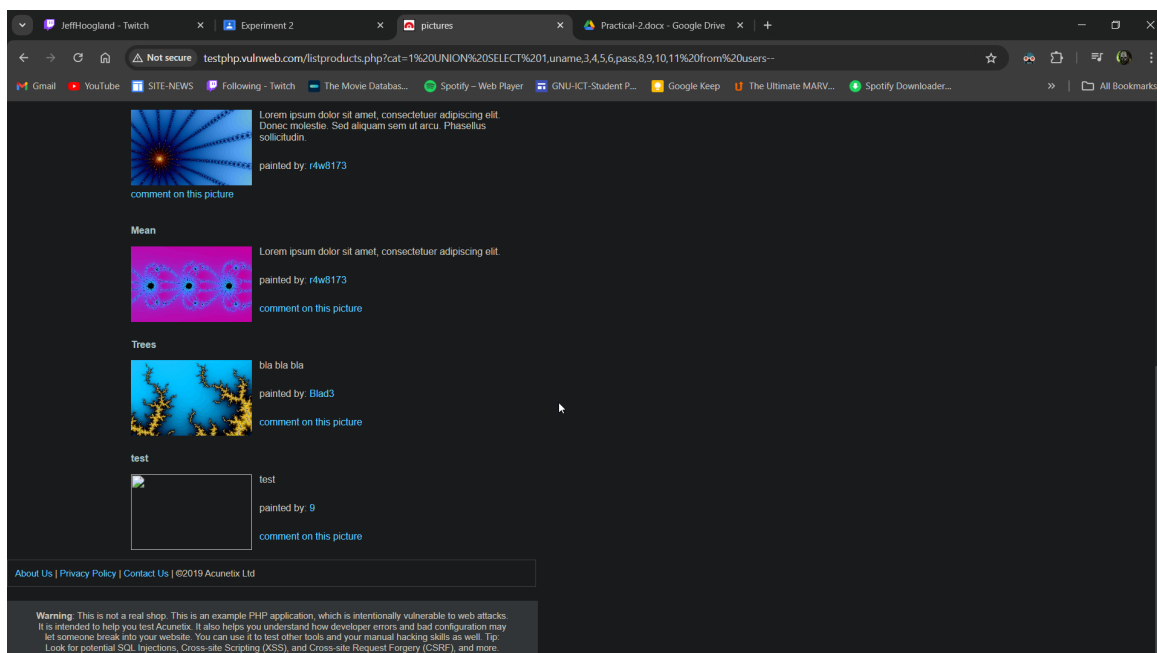 JeffHoogland - Twitch
Experiment 2
pictures
Practical-2.docx - Google Drive
Not secure
testphp.vulnweb.com/listproducts.php?cat=1%20UNION%20SELECT%201,uname,3,4,5,6,pass,8,9,10,11%20from%20users--
Gmail
YouTube
SITE-NEWS
Following - Twitch
The Movie Databas...
Spotify – Web Player
GNU-ICT-Student P...
Google Keep
The Ultimate MARV...
Spotify Downloader...
»
All Bookmarks
Lorem ipsum dolor sit amet, consectetuer adipiscing elit.
Donec molestie. Sed aliquam sem ut arcu. Phasellus
sollicitudin.
painted by: r4w8173
comment on this picture
Mean
Lorem ipsum dolor sit amet, consectetuer adipiscing elit.
painted by: r4w8173
comment on this picture
Trees
bla bla bla
painted by: Blad3
comment on this picture
test
test
painted by: 9
comment on this picture
About Us | Privacy Policy | Contact Us | ©2019 Acunetix Ltd
Warning: This is not a real shop. This is an example PHP application, which is intentionally vulnerable to web attacks.
It is intended to help you test Acunetix. It also helps you understand how developer errors and bad configuration may
let someone break into your website. You can use it to test other tools and your manual hacking skills as well. Tip:
Look for potential SQL Injections, Cross-site Scripting (XSS), and Cross-site Request Forgery (CSRF), and more.